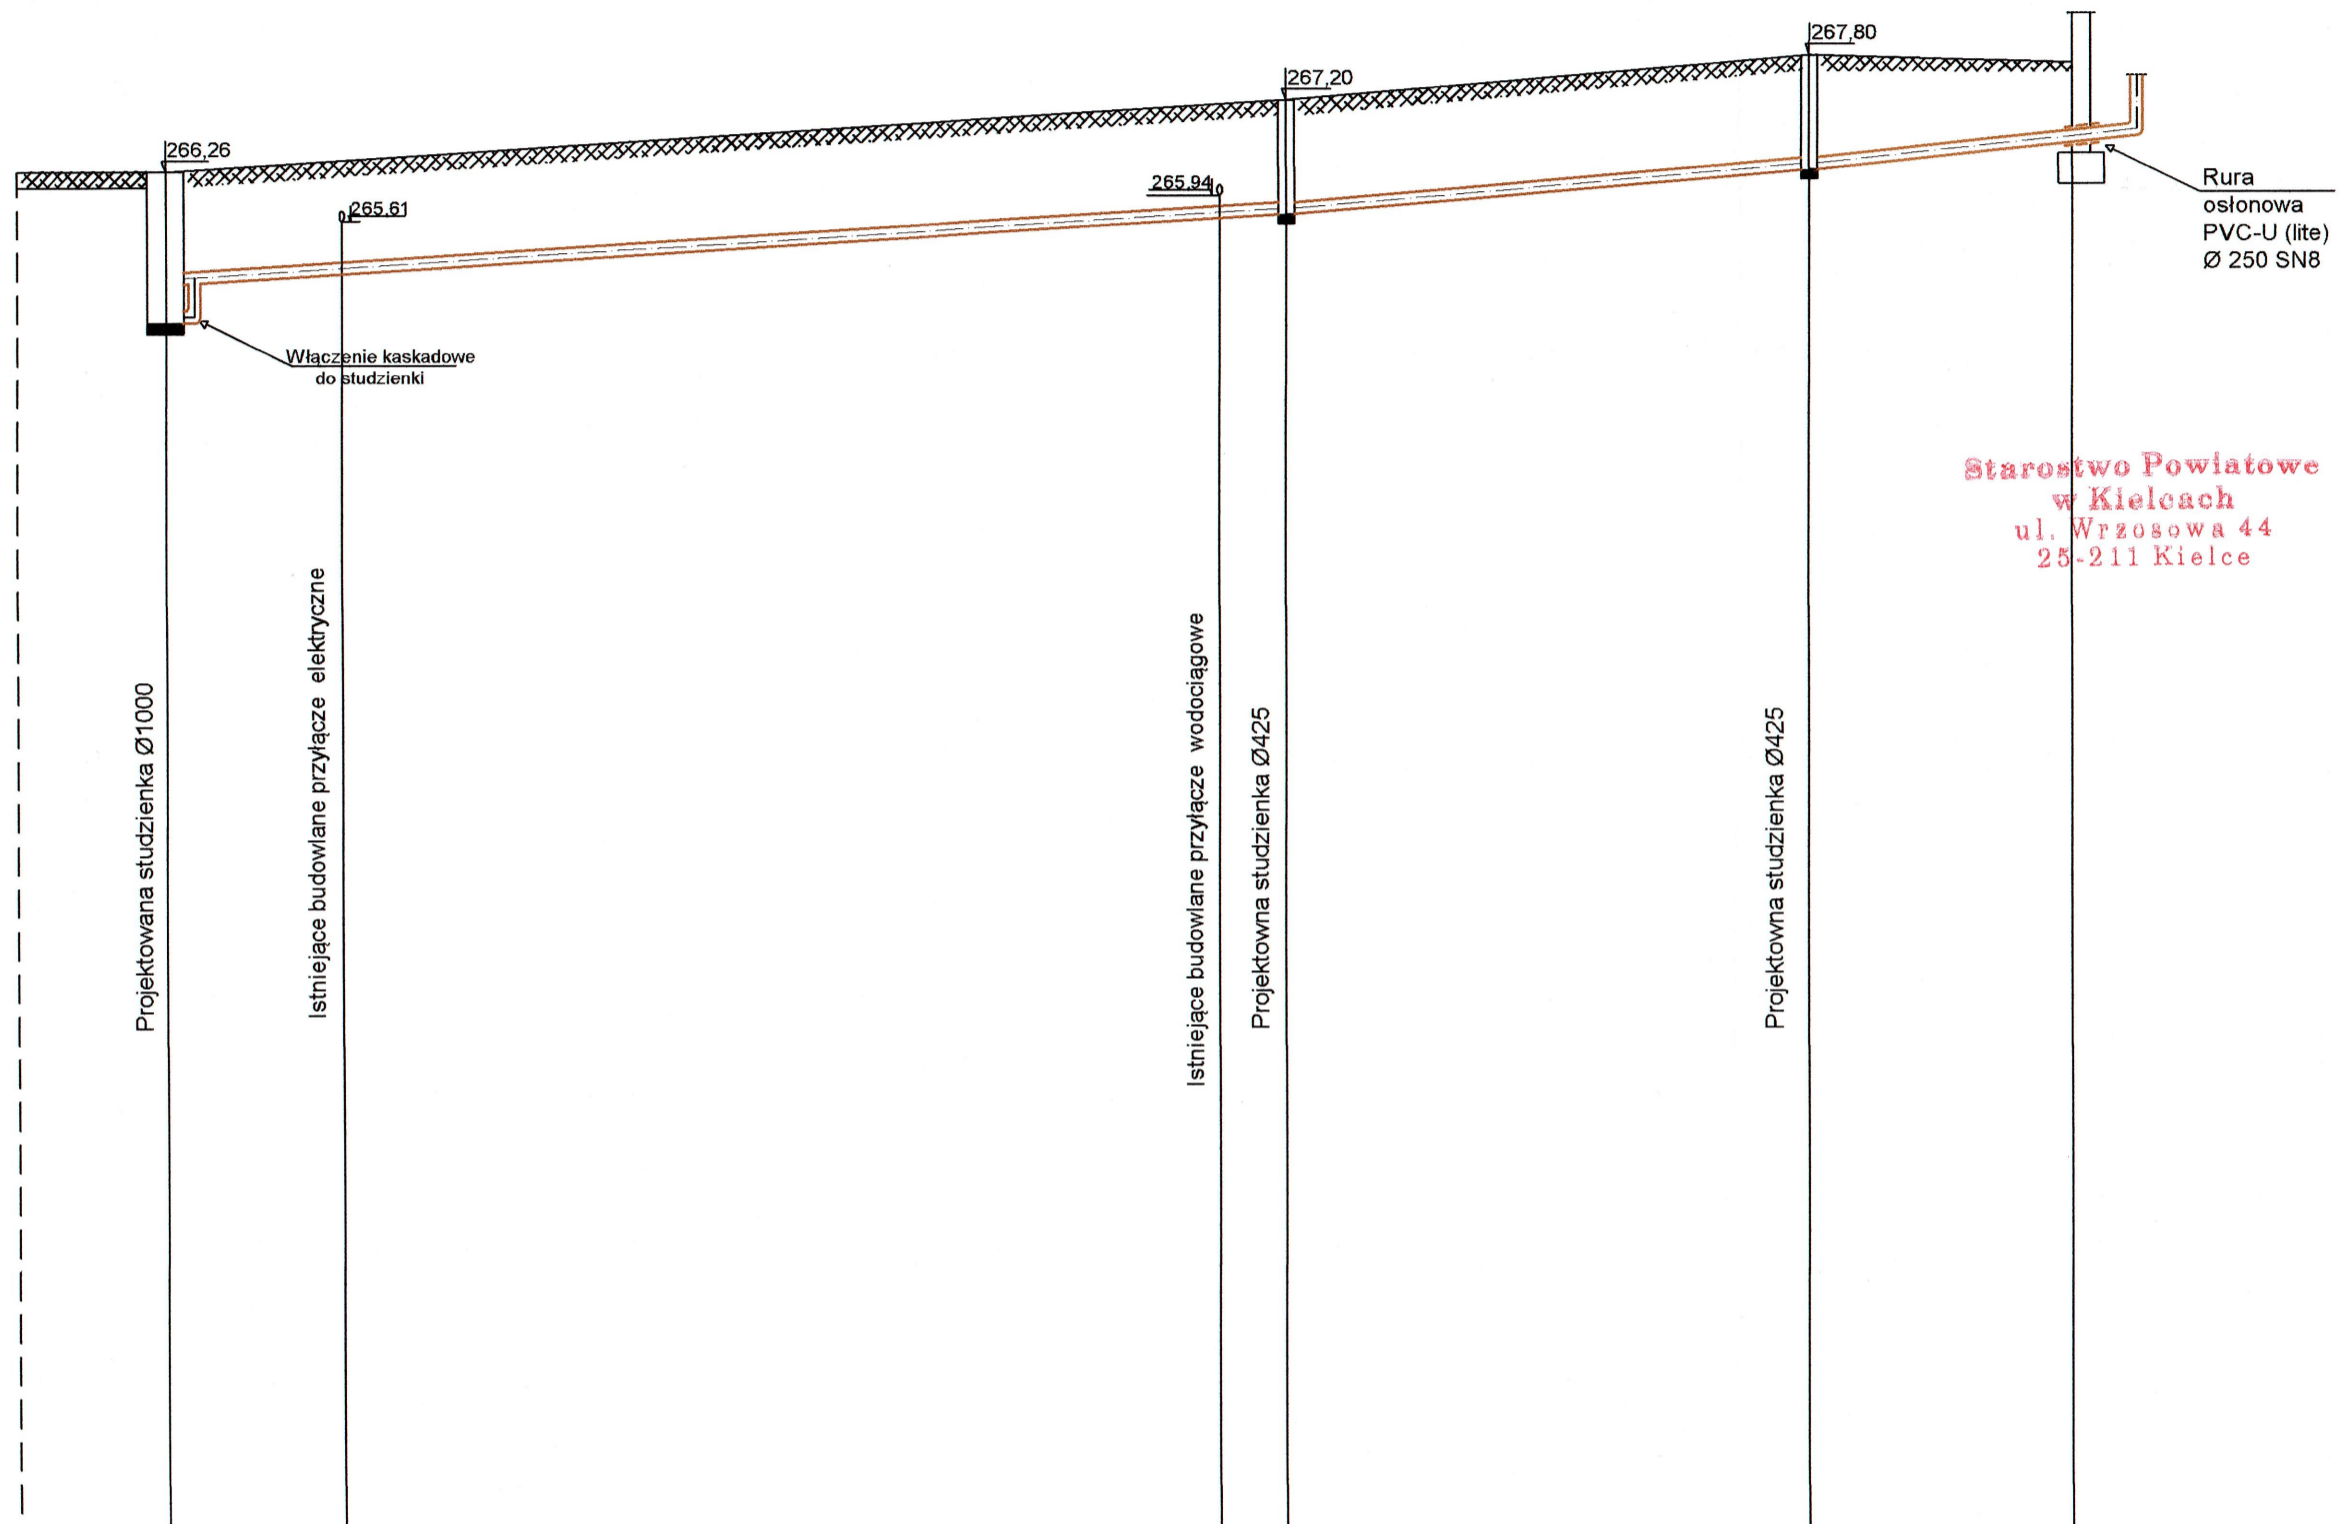 267,80
267,20
266,26
265.94
265.61
Rura
osłonowa
PVC-U (lite)
Ø 250 SN8
Włączenie kaskadowe
do studzienki
Starostwo Powiatowe
w Kielcach
ul. Wrzosowa 44
25-211 Kielce
Projektowana studzienka Ø1000
Istniejące budowlane przyłącze elektryczne
Istniejące budowlane przyłącze wodociągowe
Projektowna studzienka Ø425
Projektowna studzienka Ø425